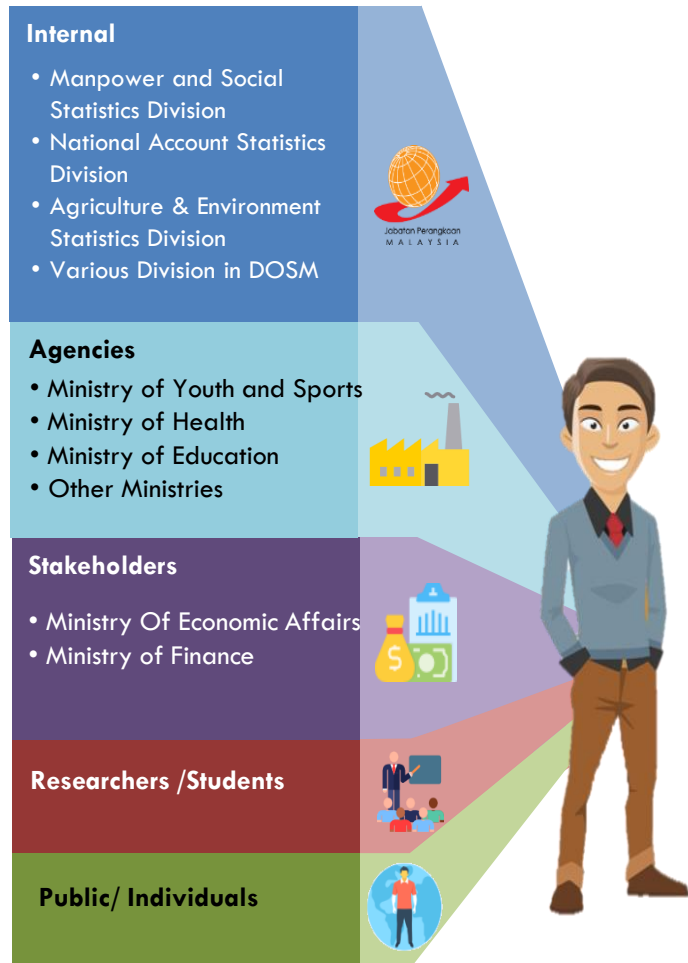 Internal
• Manpower and Social
Statistics Division
• National Account Statistics
Division
• Agriculture & Environment
Statistics Division
• Various Division in DOSM
Jabatan Perangkaan
MALAYSIA
Agencies
• Ministry of Youth and Sports
• Ministry of Health
• Ministry of Education
• Other Ministries
Stakeholders
• Ministry Of Economic Affairs
• Ministry of Finance
$
Researchers /Students
Public/ Individuals